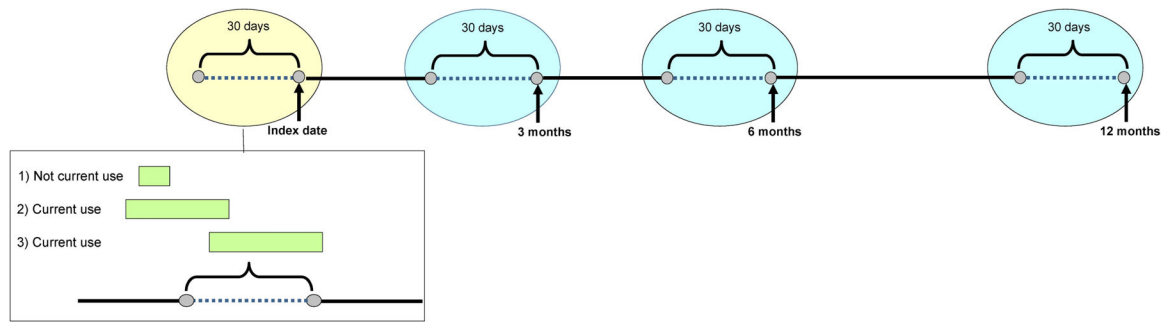 30 days
30 days
30 days
30 days
Index date
3 months
6 months
12 months
1) Not current use
2) Current use
3) Current use